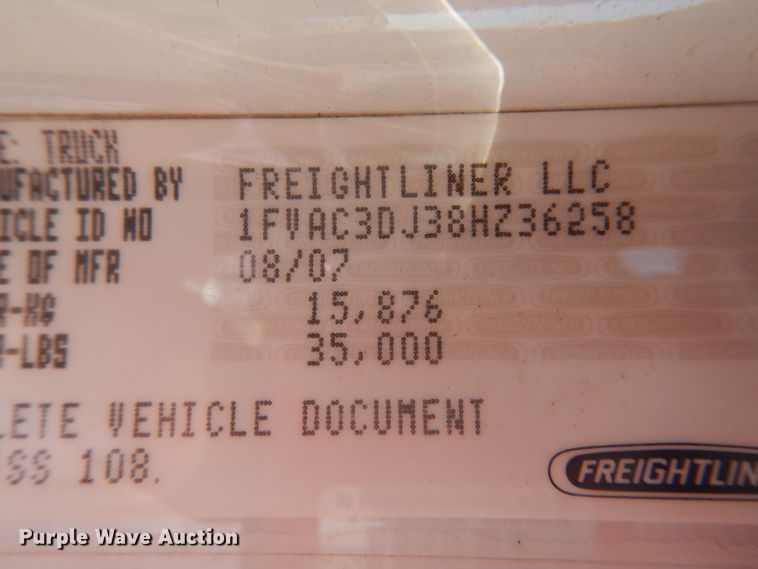 E: TRUCK
UFACTURED BY FREIGHTLINER LLC
ICLE ID NO 1FVAC3DJ38HZ36258
E OF MFR 08/07
R-KG 15,876
R-LBS 35,000
LETE VEHICLE DOCUMENT
SS 108.
FREIGHTLIN
Purple Wave Auction